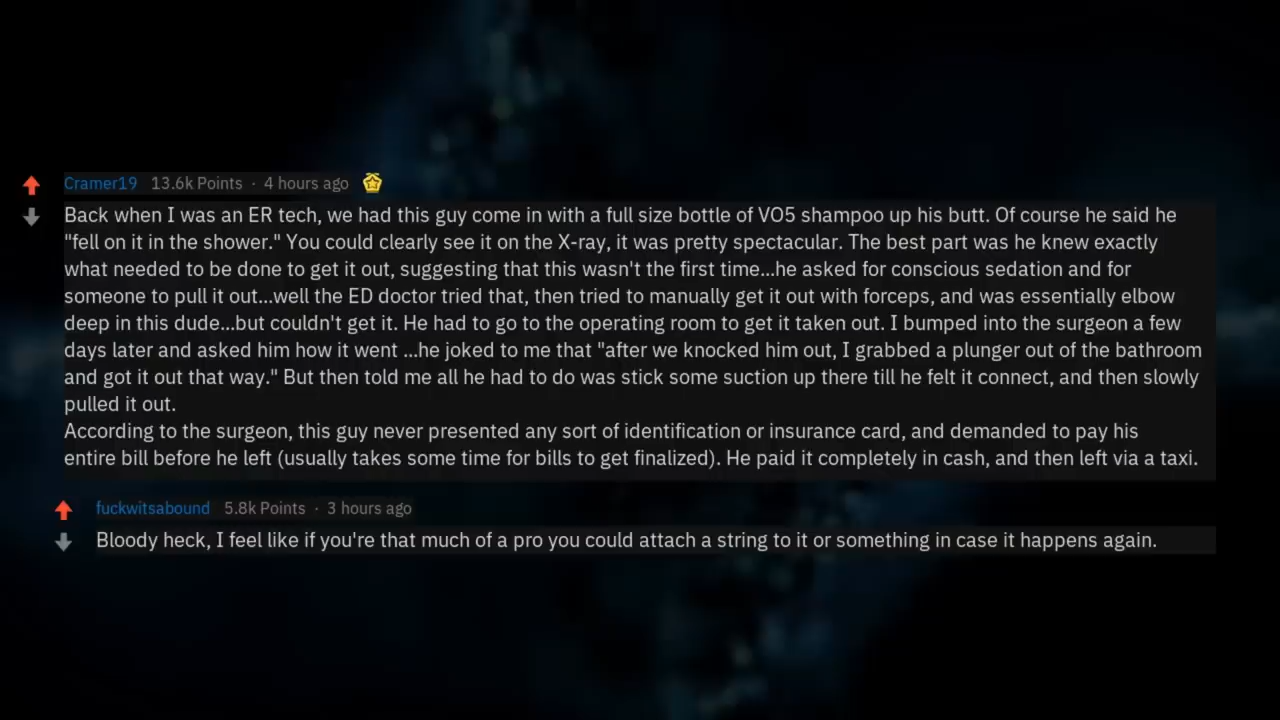 Cramer19 13.6k Points · 4 hours ago
Back when I was an ER tech, we had this guy come in with a full size bottle of VO5 shampoo up his butt. Of course he said he
"fell on it in the shower." You could clearly see it on the X-ray, it was pretty spectacular. The best part was he knew exactly
what needed to be done to get it out, suggesting that this wasn't the first time...he asked for conscious sedation and for
someone to pull it out...well the ED doctor tried that, then tried to manually get it out with forceps, and was essentially elbow
deep in this dude...but couldn't get it. He had to go to the operating room to get it taken out. I bumped into the surgeon a few
days later and asked him how it went ...he joked to me that "after we knocked him out, I grabbed a plunger out of the bathroom
and got it out that way." But then told me all he had to do was stick some suction up there till he felt it connect, and then slowly
pulled it out.
According to the surgeon, this guy never presented any sort of identification or insurance card, and demanded to pay his
entire bill before he left (usually takes some time for bills to get finalized). He paid it completely in cash, and then left via a taxi.
fuckwitsabound 5.8k Points · 3 hours ago
Bloody heck, I feel like if you're that much of a pro you could attach a string to it or something in case it happens again.